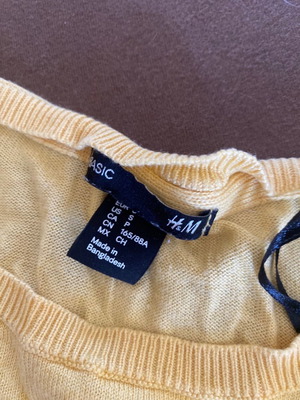 BASIC
H&M
EUR S
US S
CA P
CN 165/88A
MX CH
Made in
Bangladesh